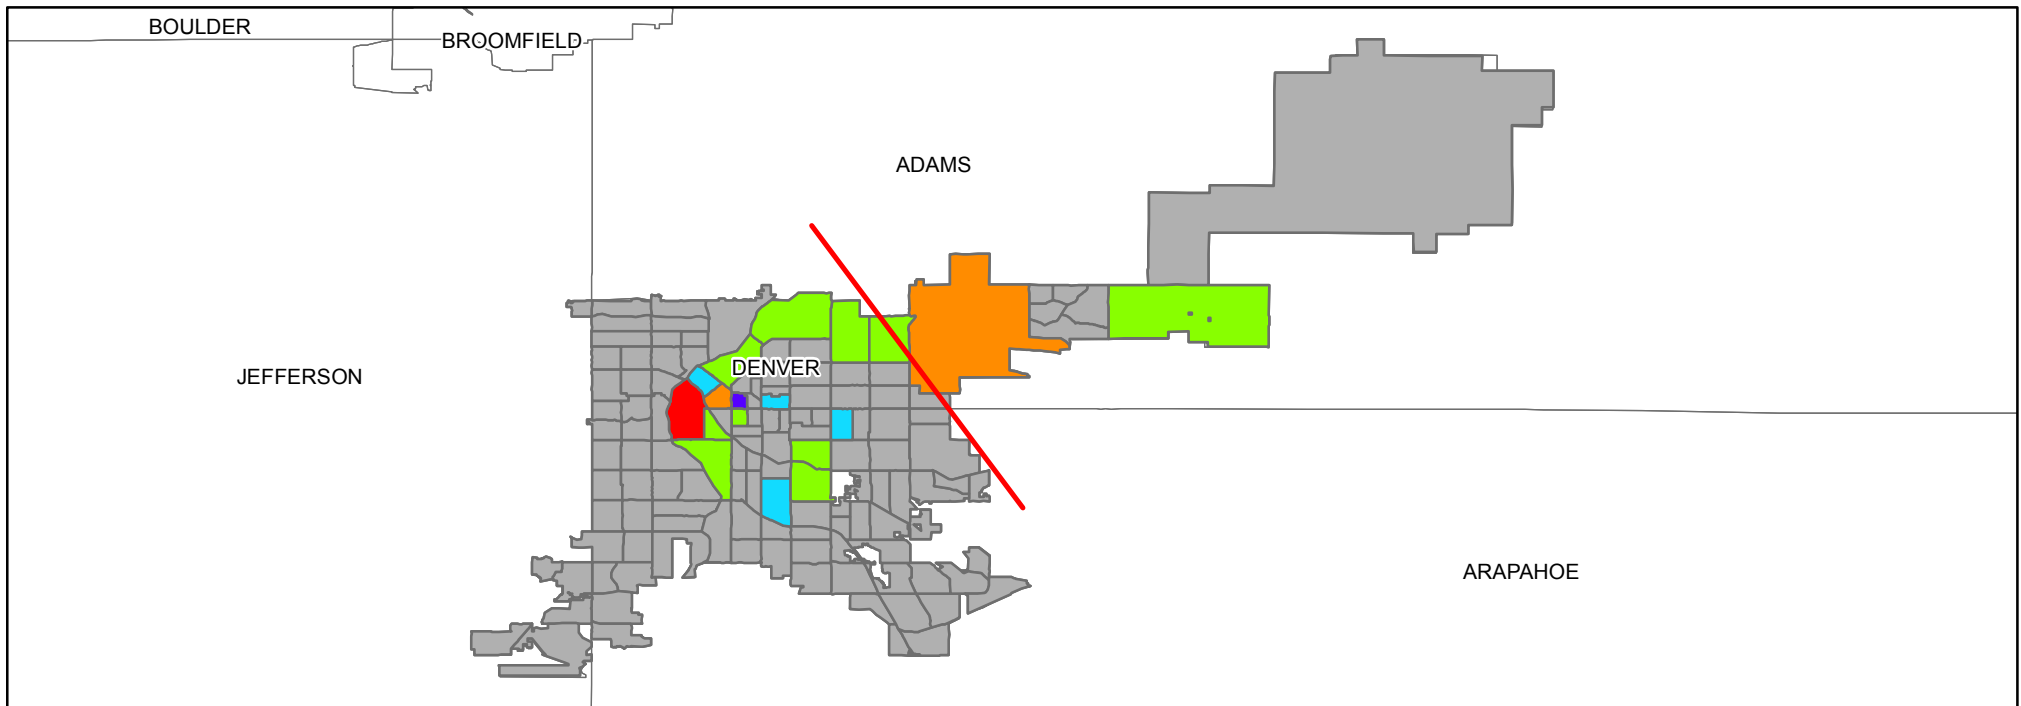 BOULDER
BROOMFIELD
ADAMS
DENVER
JEFFERSON
ARAPAHOE